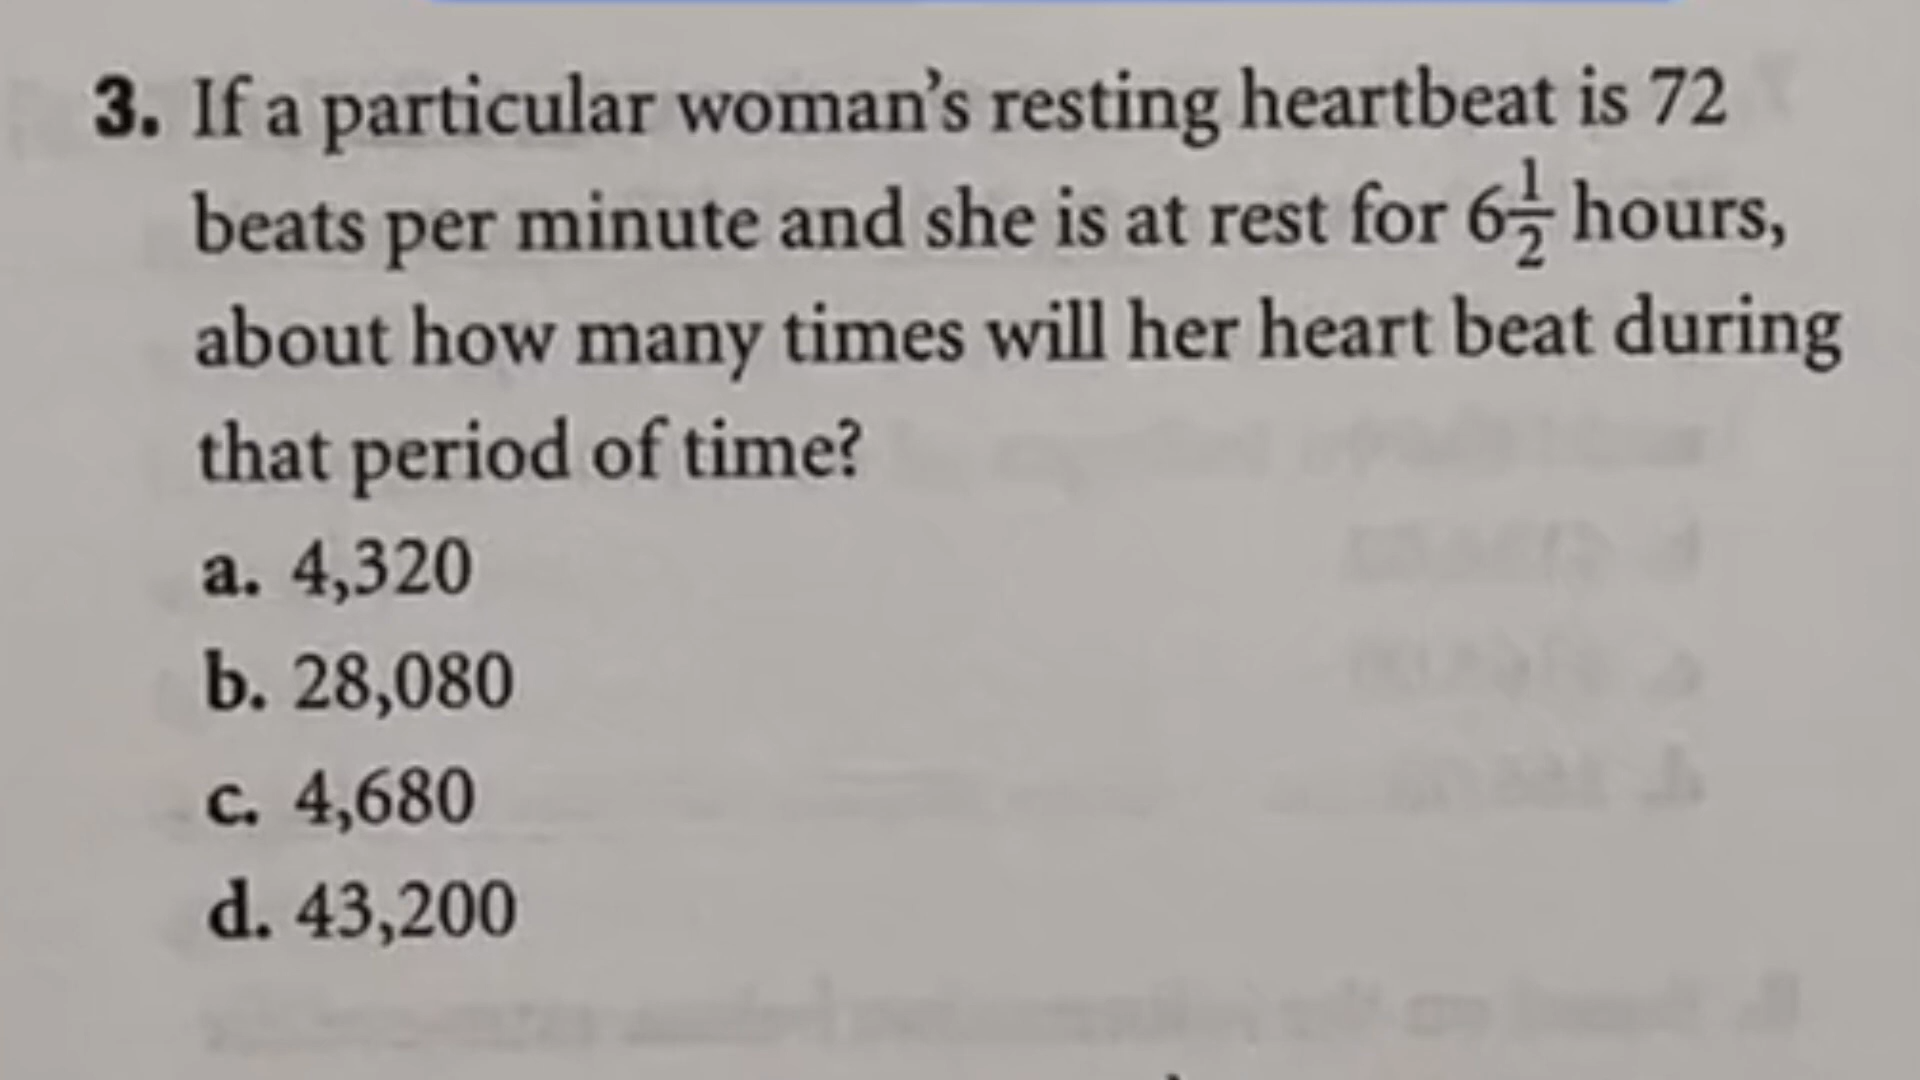 3. If a particular woman's resting heartbeat is 72
beats per minute and she is at rest for 6 1/2 hours,
about how many times will her heart beat during
that period of time?
a. 4,320
b. 28,080
c. 4,680
d. 43,200